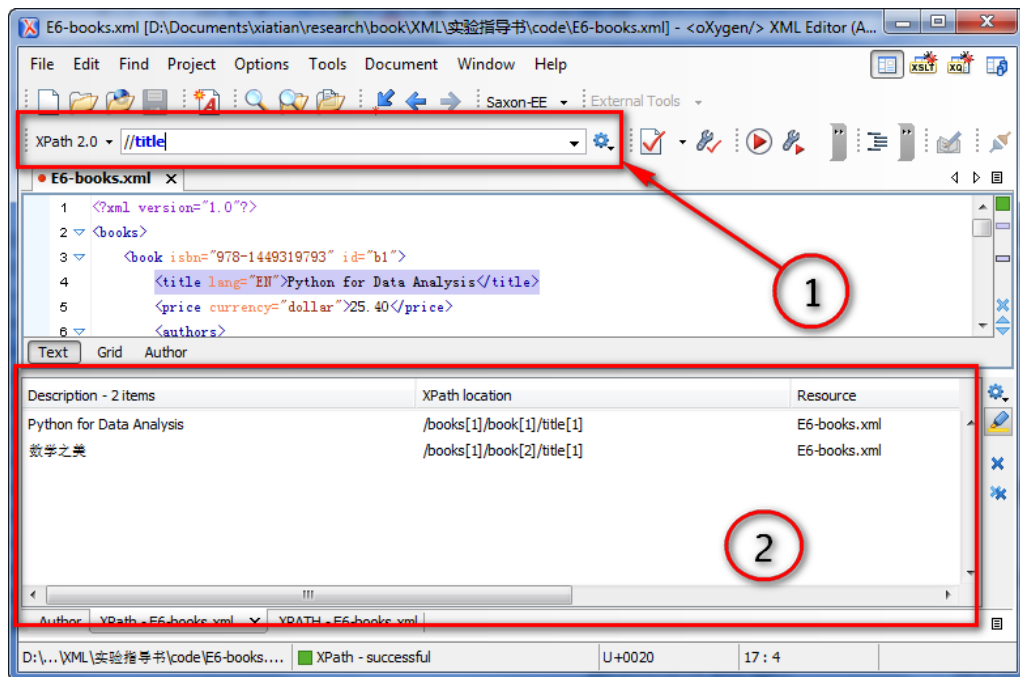 E6-books.xml [D:\Documents\xiatian\research\book\XML\实验指导书\code\E6-books.xml] - <oXygen/> XML Editor (A...
File Edit Find Project Options Tools Document Window Help
XSLT XQ
Saxon-EE External Tools
XPath 2.0 //title
E6-books.xml X
1 <?xml version="1.0"?>
2 <books>
3 <book isbn="978-1449319793" id="b1">
4 <title lang="EN">Python for Data Analysis</title>
5 <price currency="dollar">25.40</price>
6 <authors>
1
Text Grid Author
Description - 2 items XPath location Resource
Python for Data Analysis /books[1]/book[1]/title[1] E6-books.xml
数学之美 /books[1]/book[2]/title[1] E6-books.xml
2
Author XPath - E6-books.xml XPATH - E6-books.xml
D:\...\XML\实验指导书\code\E6-books.... XPath - successful U+0020 17 : 4